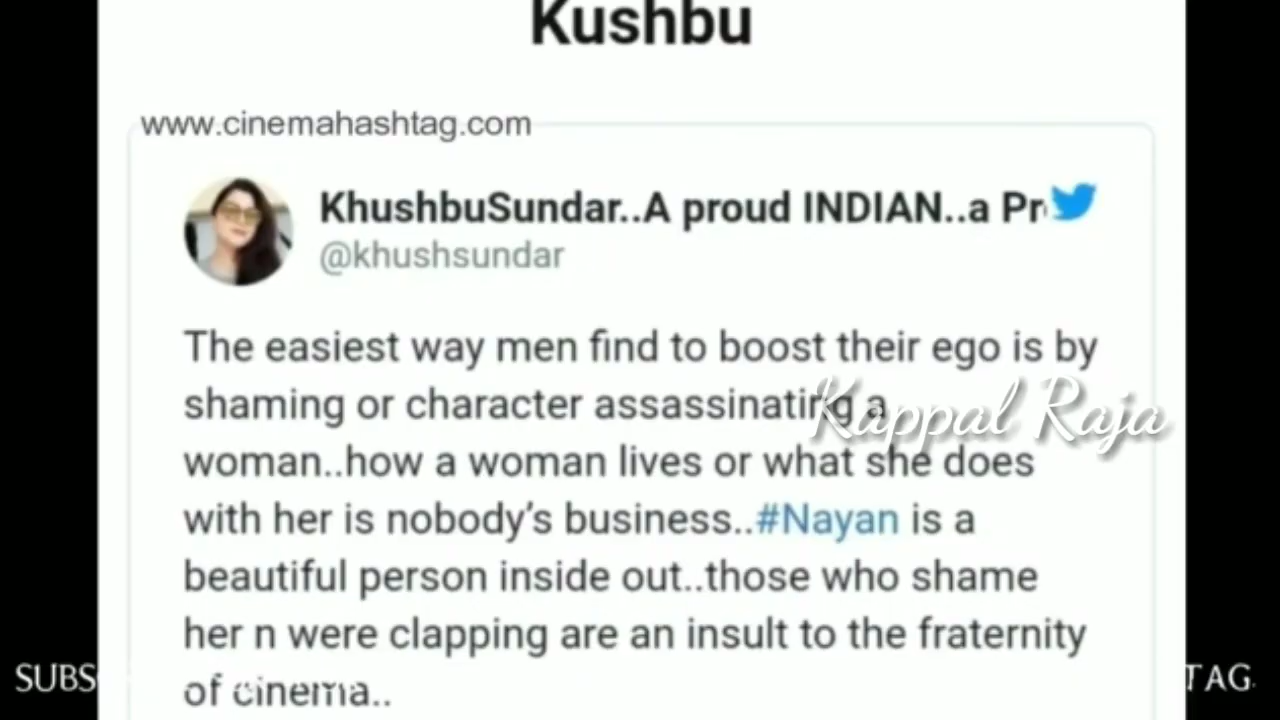 Kushbu
www.cinemahashtag.com
KhushbuSundar..A proud INDIAN..a Pr
@khushsundar
The easiest way men find to boost their ego is by
shaming or character assassinating a
Kappal Raja
woman..how a woman lives or what she does
with her is nobody’s business..#Nayan is a
beautiful person inside out..those who shame
her n were clapping are an insult to the fraternity
SUBS TAG
of cinema..